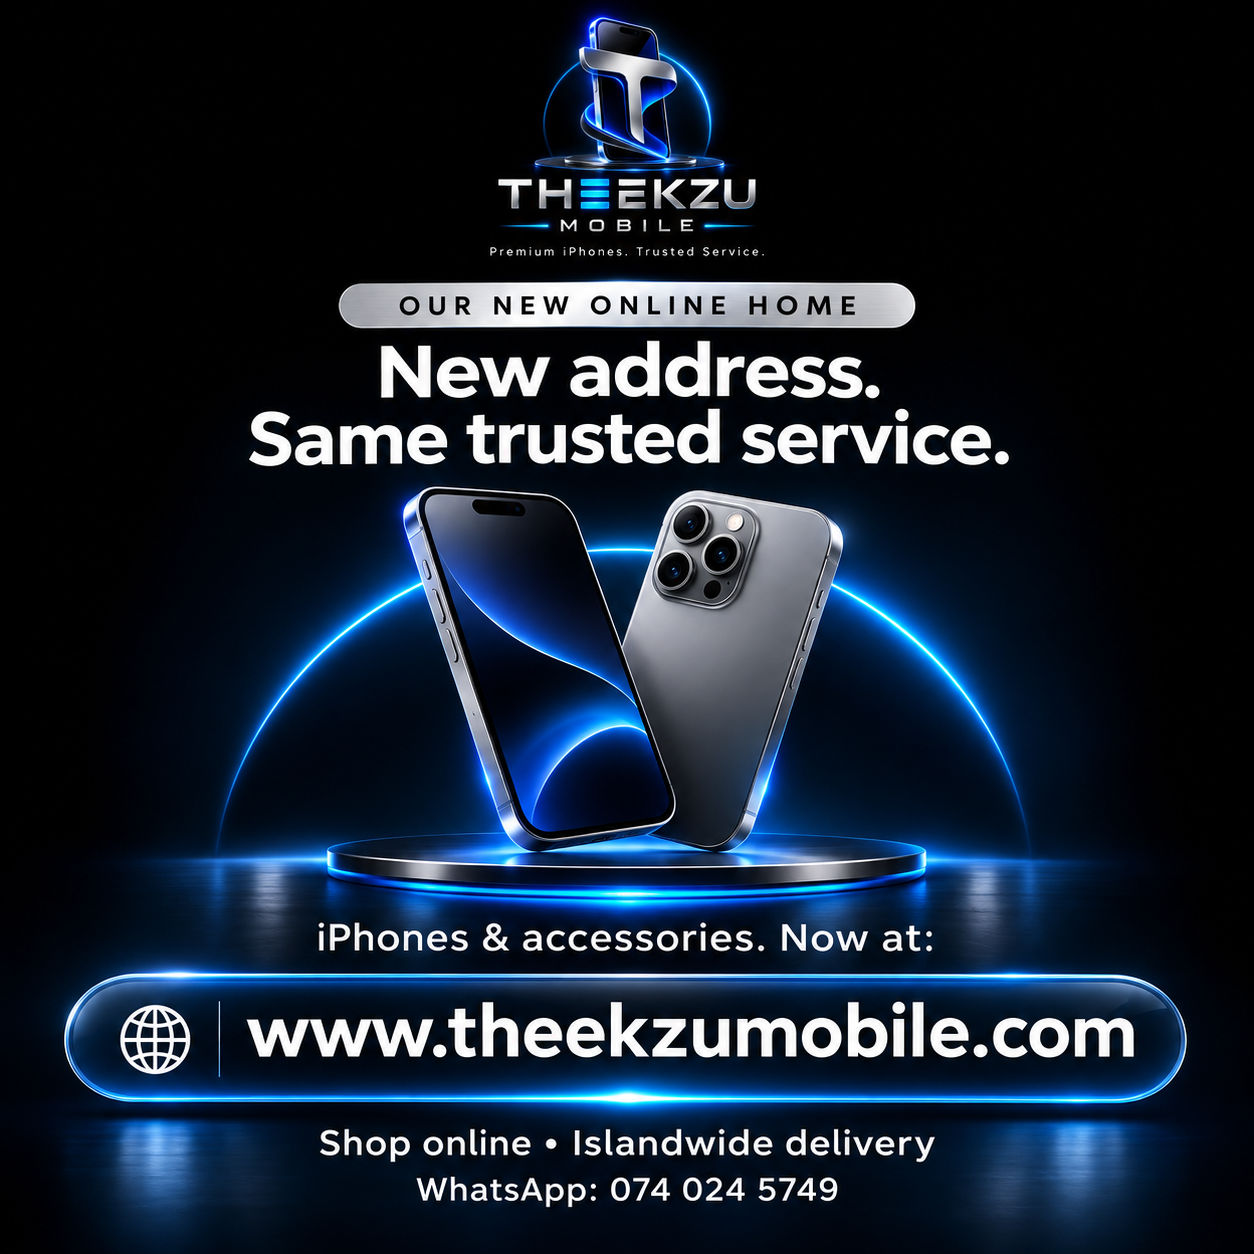 THEEKZU
MOBILE
Premium iPhones. Trusted Service.
OUR NEW ONLINE HOME
New address.
Same trusted service.
iPhones & accessories. Now at:
www.theekzumobile.com
Shop online • Islandwide delivery
WhatsApp: 074 024 5749